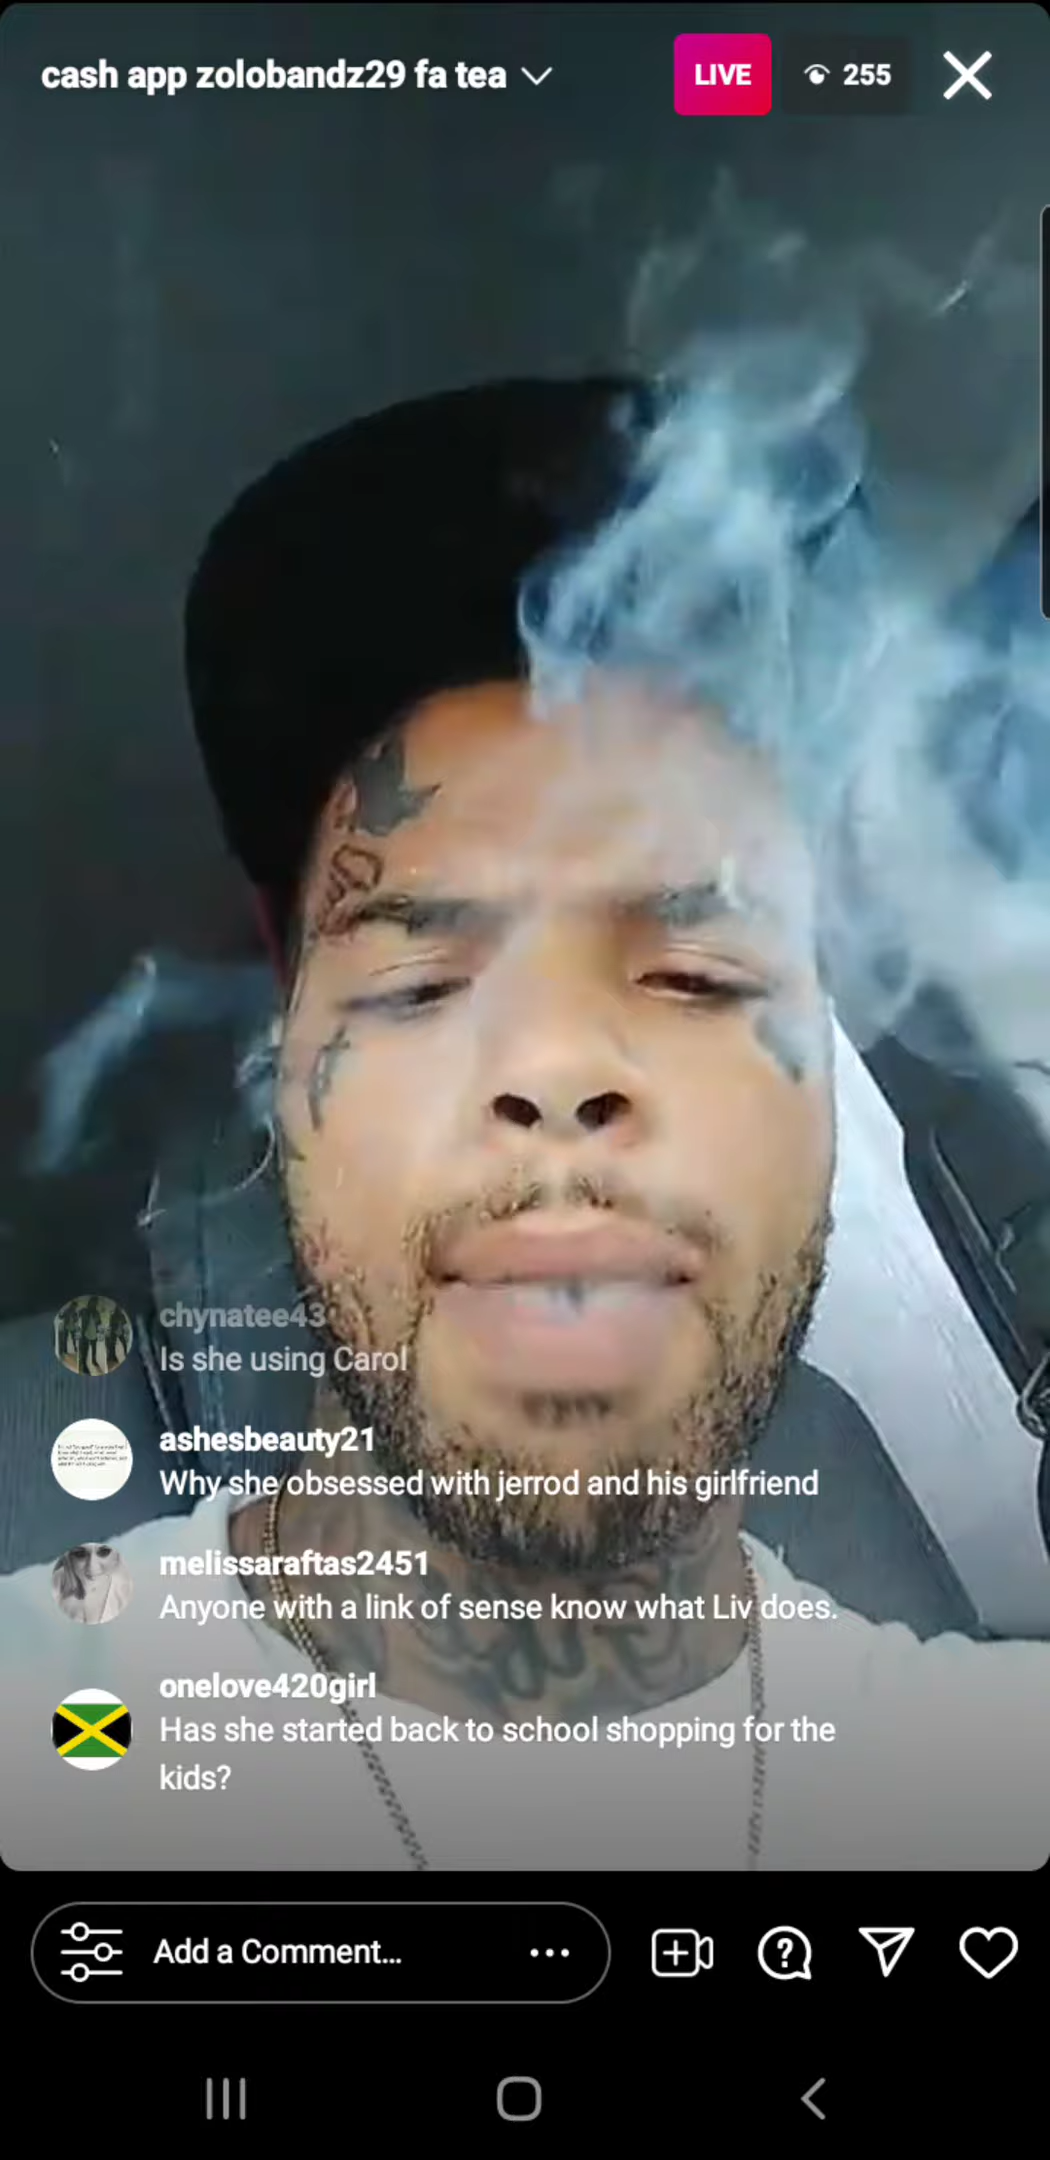 cash app zolobandz29 fa tea
LIVE
255
chynatee43
Is she using Carol
ashesbeauty21
Why she obsessed with jerrod and his girlfriend
melissaraftas2451
Anyone with a link of sense know what Liv does.
onelove420girl
Has she started back to school shopping for the
kids?
Add a Comment...